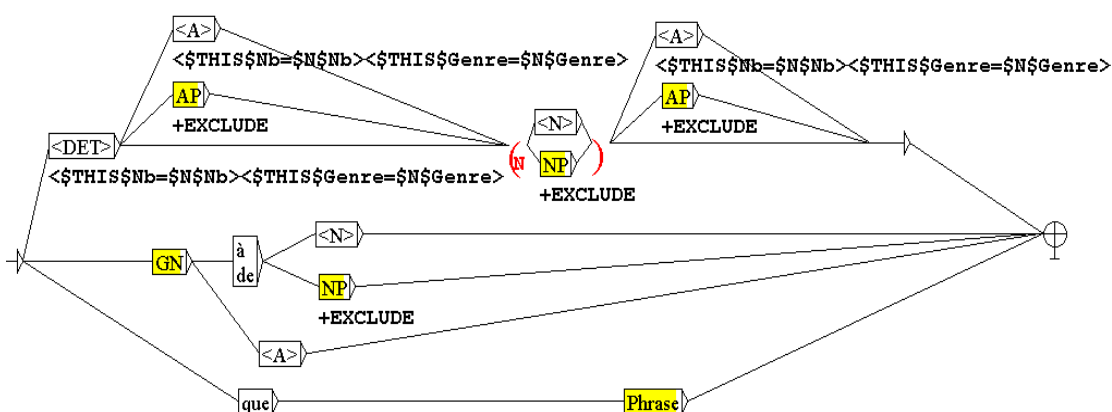 <A>
<$THIS$Nb=$N$Nb><$THIS$Genre=$N$Genre>
AP
+EXCLUDE
<A>
<$THIS$Nb=$N$Nb><$THIS$Genre=$N$Genre>
AP
+EXCLUDE
<DET>
<$THIS$Nb=$N$Nb><$THIS$Genre=$N$Genre>
(N
<N>
NP
)
+EXCLUDE
GN
à
de
<N>
NP
+EXCLUDE
<A>
que
Phrase